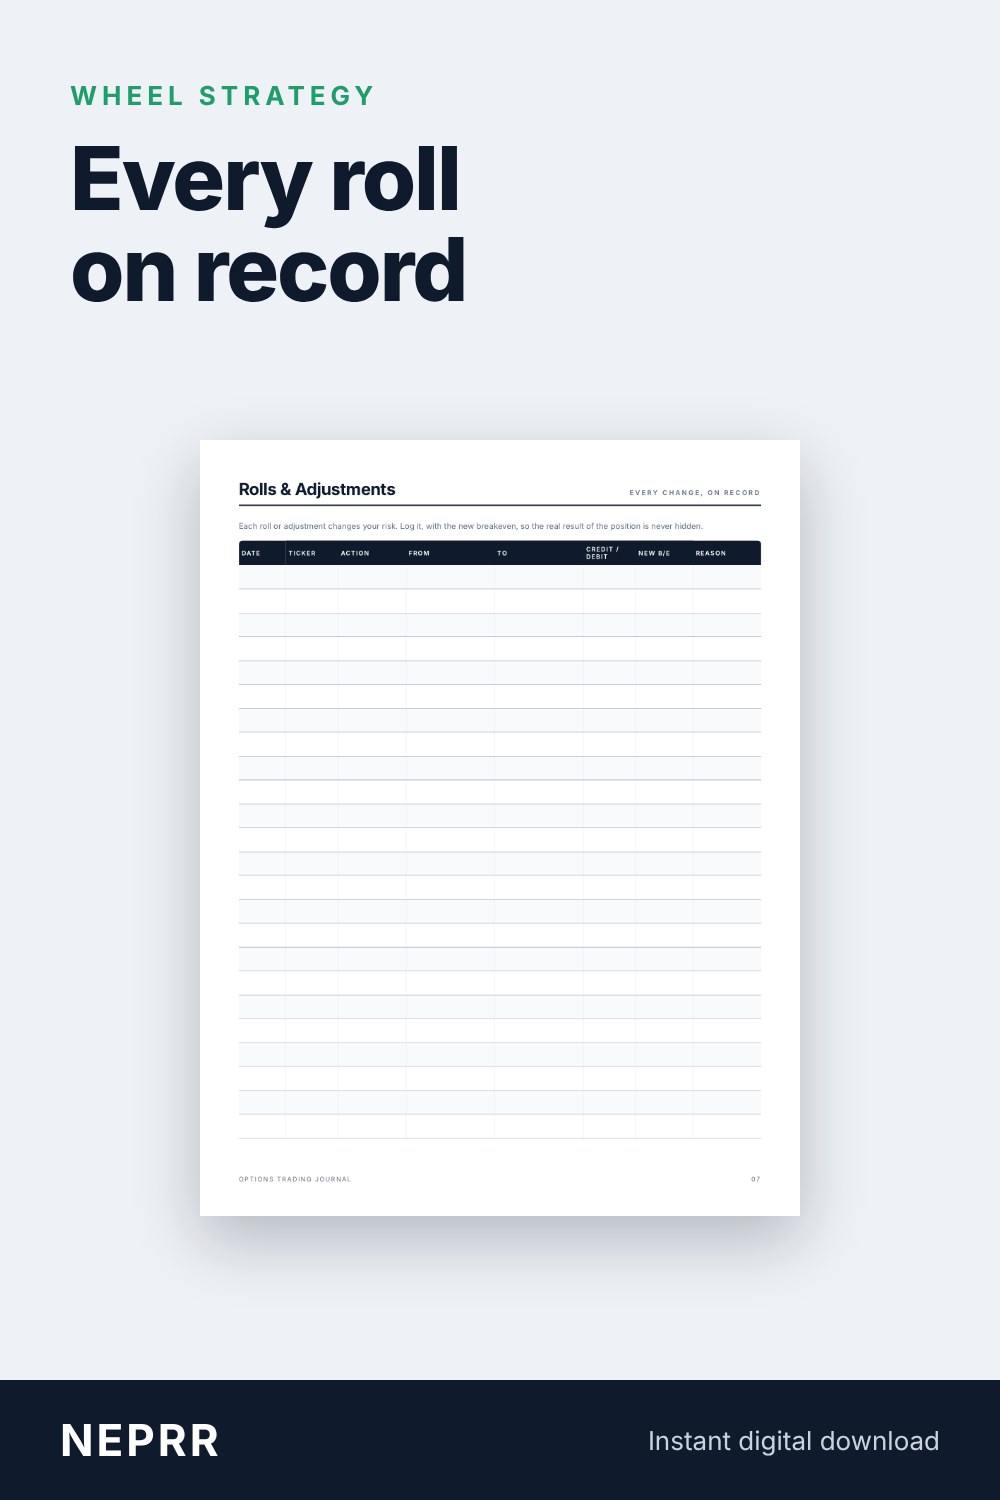 WHEEL STRATEGY
Every roll
on record
Rolls & Adjustments
EVERY CHANGE, ON RECORD
Each roll or adjustment changes your risk. Log it, with the new breakeven, so the real result of the position is never hidden.
DATE TICKER ACTION FROM TO CREDIT / DEBIT NEW B/E REASON
OPTIONS TRADING JOURNAL 07
NEPRR
Instant digital download